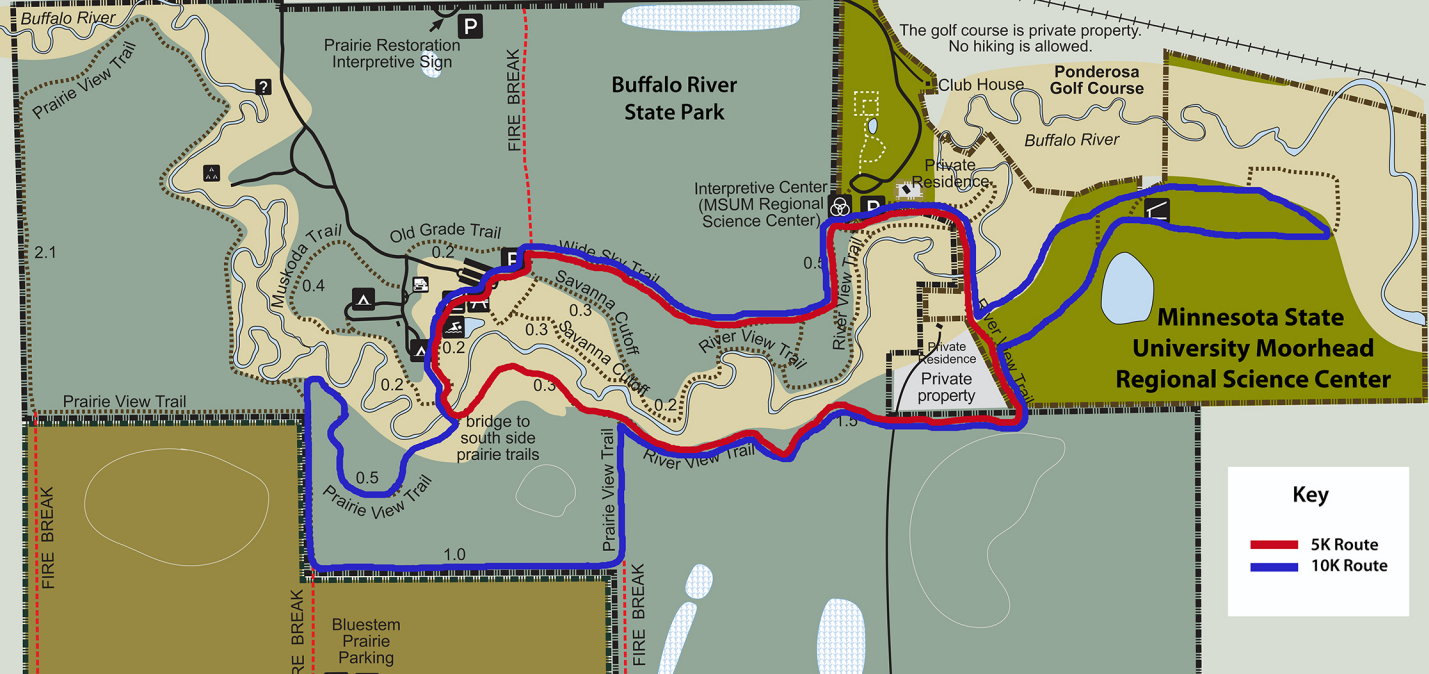 Buffalo River
Prairie View Trail
?
P
Prairie Restoration
Interpretive Sign
FIRE BREAK
Buffalo River
State Park
The golf course is private property.
No hiking is allowed.
Club House
Ponderosa
Golf Course
Buffalo River
Private
Residence
Interpretive Center
(MSUM Regional
Science Center)
P
2.1
Muskoda Trail
0.4
Old Grade Trail
0.2
P
Wide Sky Trail
Savanna Cutoff
0.3
0.3
Savanna Cutoff
0.5
River View Trail
River View Trail
River View Trail
Private
Residence
Private
property
Minnesota State
University Moorhead
Regional Science Center
0.2
0.2
0.3
0.2
Prairie View Trail
bridge to
south side
prairie trails
1.5
River View Trail
Prairie View Trail
0.5
Prairie View Trail
1.0
FIRE BREAK
FIRE BREAK
RE BREAK
Bluestem
Prairie
Parking
Key
5K Route
10K Route